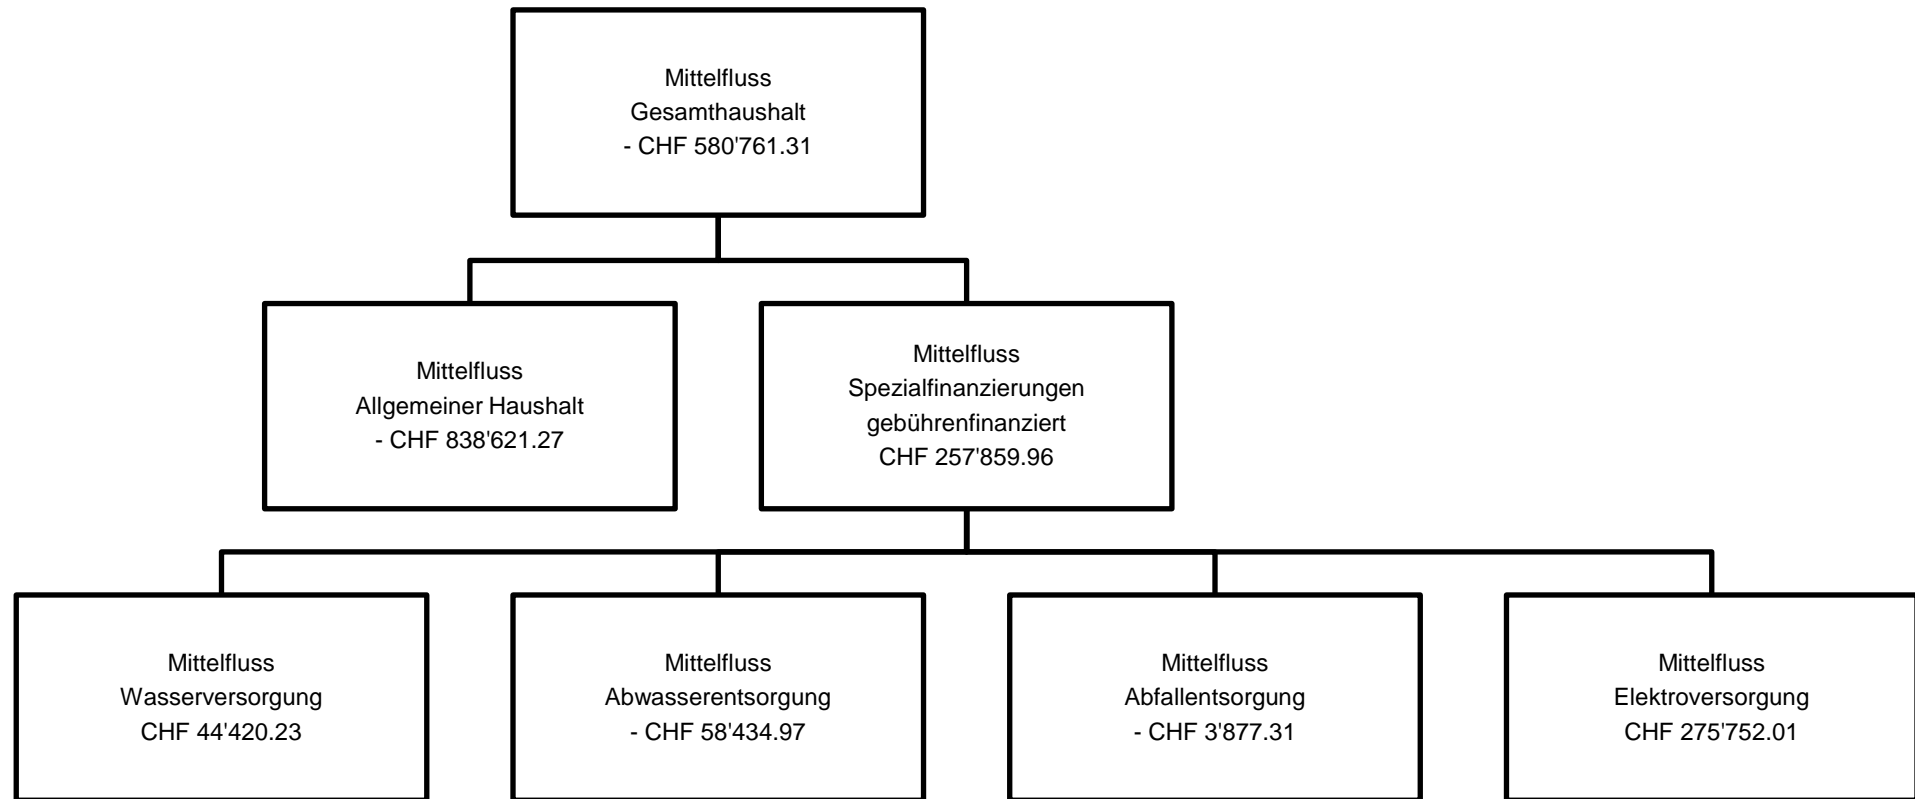 Mittelfluss
Gesamthaushalt
- CHF 580'761.31
Mittelfluss
Allgemeiner Haushalt
- CHF 838'621.27
Mittelfluss
Spezialfinanzierungen
gebührenfinanziert
CHF 257'859.96
Mittelfluss
Wasserversorgung
CHF 44'420.23
Mittelfluss
Abwasserentsorgung
- CHF 58'434.97
Mittelfluss
Abfallentsorgung
- CHF 3'877.31
Mittelfluss
Elektroversorgung
CHF 275'752.01